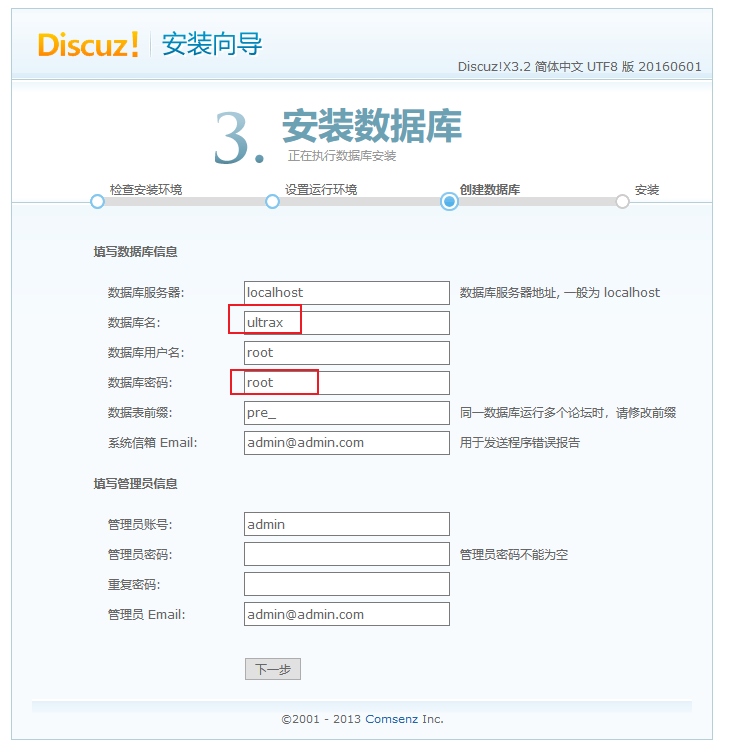 Discuz! 安装向导
Discuz!X3.2 简体中文 UTF8 版 20160601
3. 安装数据库
正在执行数据库安装
检查安装环境 设置运行环境 创建数据库 安装
填写数据库信息
数据库服务器: localhost 数据库服务器地址, 一般为 localhost
数据库名: ultrax
数据库用户名: root
数据库密码: root
数据表前缀: pre_ 同一数据库运行多个论坛时，请修改前缀
系统信箱 Email: admin@admin.com 用于发送程序错误报告
填写管理员信息
管理员账号: admin
管理员密码: 管理员密码不能为空
重复密码:
管理员 Email: admin@admin.com
下一步
©2001 - 2013 Comsenz Inc.